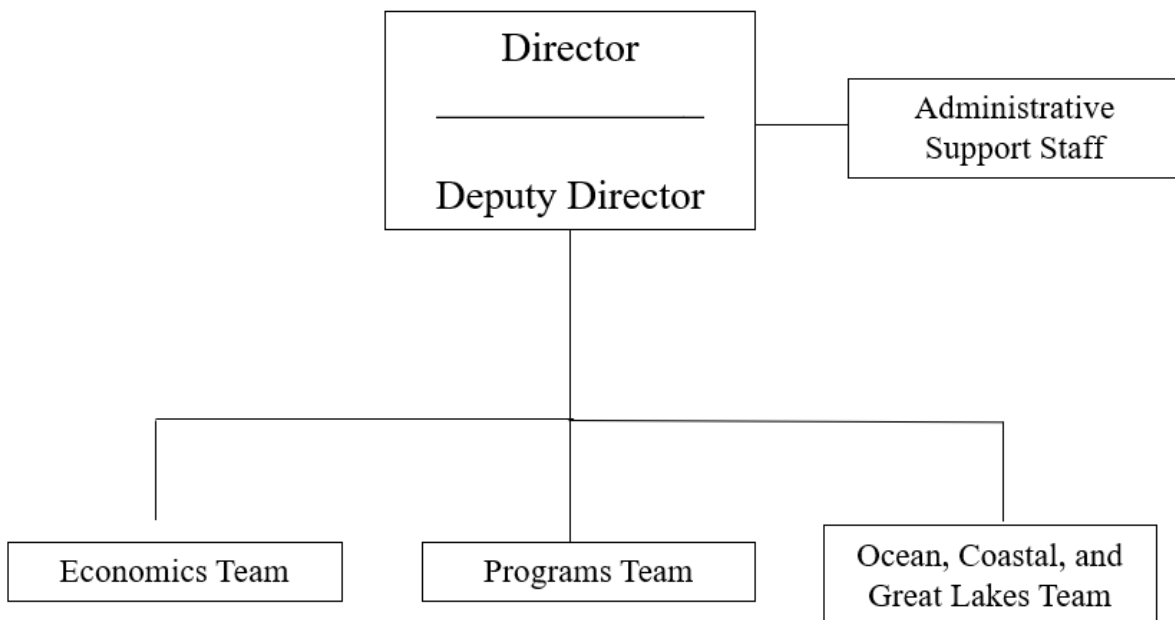 Director
Deputy Director
Administrative
Support Staff
Economics Team
Programs Team
Ocean, Coastal, and
Great Lakes Team